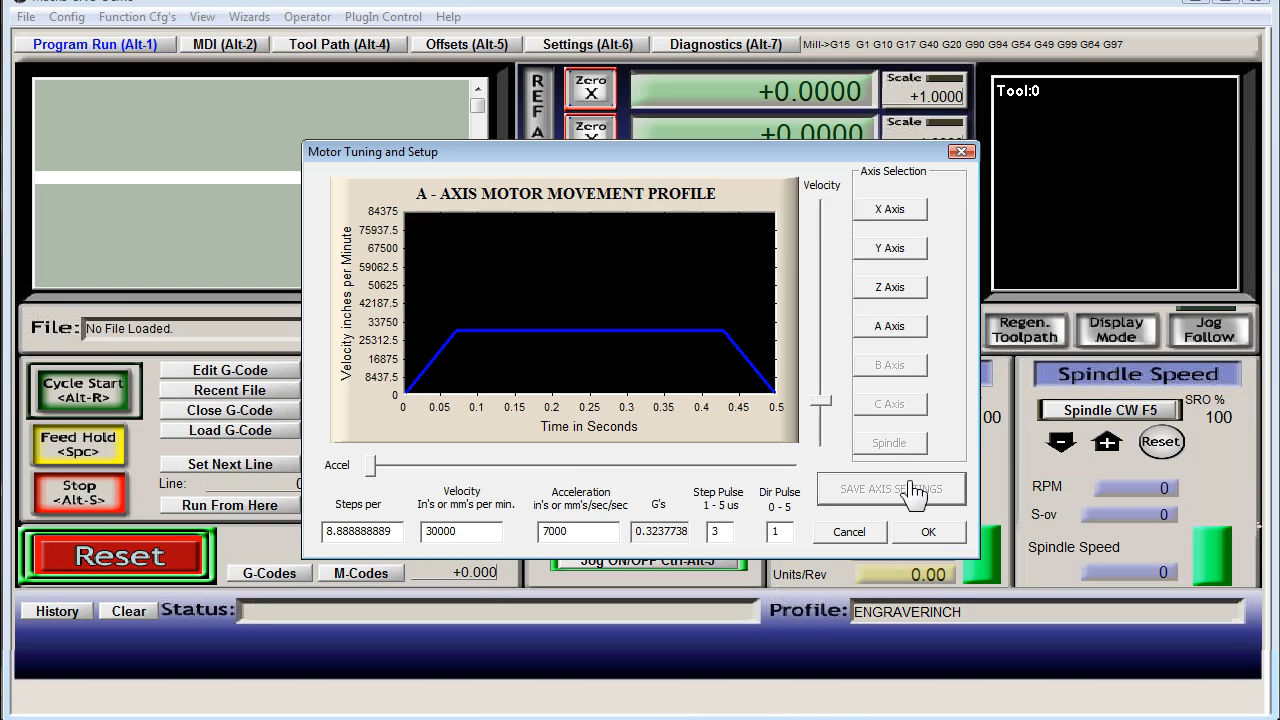 File Config Function Cfg's View Wizards Operator PlugIn Control Help
Program Run (Alt-1) MDI (Alt-2) Tool Path (Alt-4) Offsets (Alt-5) Settings (Alt-6) Diagnostics (Alt-7) Mill->G15 G1 G10 G17 G40 G20 G90 G94 G54 G49 G99 G64 G97
REF A
Zero X
+0.0000
Scale
+1.0000
Zero
+0.0000
Scale
Tool:0
Motor Tuning and Setup
A - AXIS MOTOR MOVEMENT PROFILE
Velocity inches per Minute
84375
75937.5
67500
59062.5
50625
42187.5
33750
25312.5
16875
8437.5
0
0 0.05 0.1 0.15 0.2 0.25 0.3 0.35 0.4 0.45 0.5
Time in Seconds
Velocity
Axis Selection
X Axis
Y Axis
Z Axis
A Axis
B Axis
C Axis
Spindle
Accel
SAVE AXIS SETTINGS
Steps per
8.888888889
Velocity
In's or mm's per min.
30000
Acceleration
in's or mm's/sec/sec
7000
G's
0.3237738
Step Pulse
1 - 5 us
3
Dir Pulse
0 - 5
1
Cancel
OK
File: No File Loaded.
Regen. Toolpath
Display Mode
Jog Follow
Cycle Start
<Alt-R>
Feed Hold
<Spc>
Stop
<Alt-S>
Edit G-Code
Recent File
Close G-Code
Load G-Code
Set Next Line
Line:
Run From Here
Reset
G-Codes
M-Codes
+0.000
Jog ON/OFF Ctrl-Alt-J
Units/Rev 0.00
00
Spindle Speed
Spindle CW F5
SRO %
100
Reset
RPM 0
S-ov 0
Spindle Speed
0
History Clear Status: Profile: ENGRAVERINCH